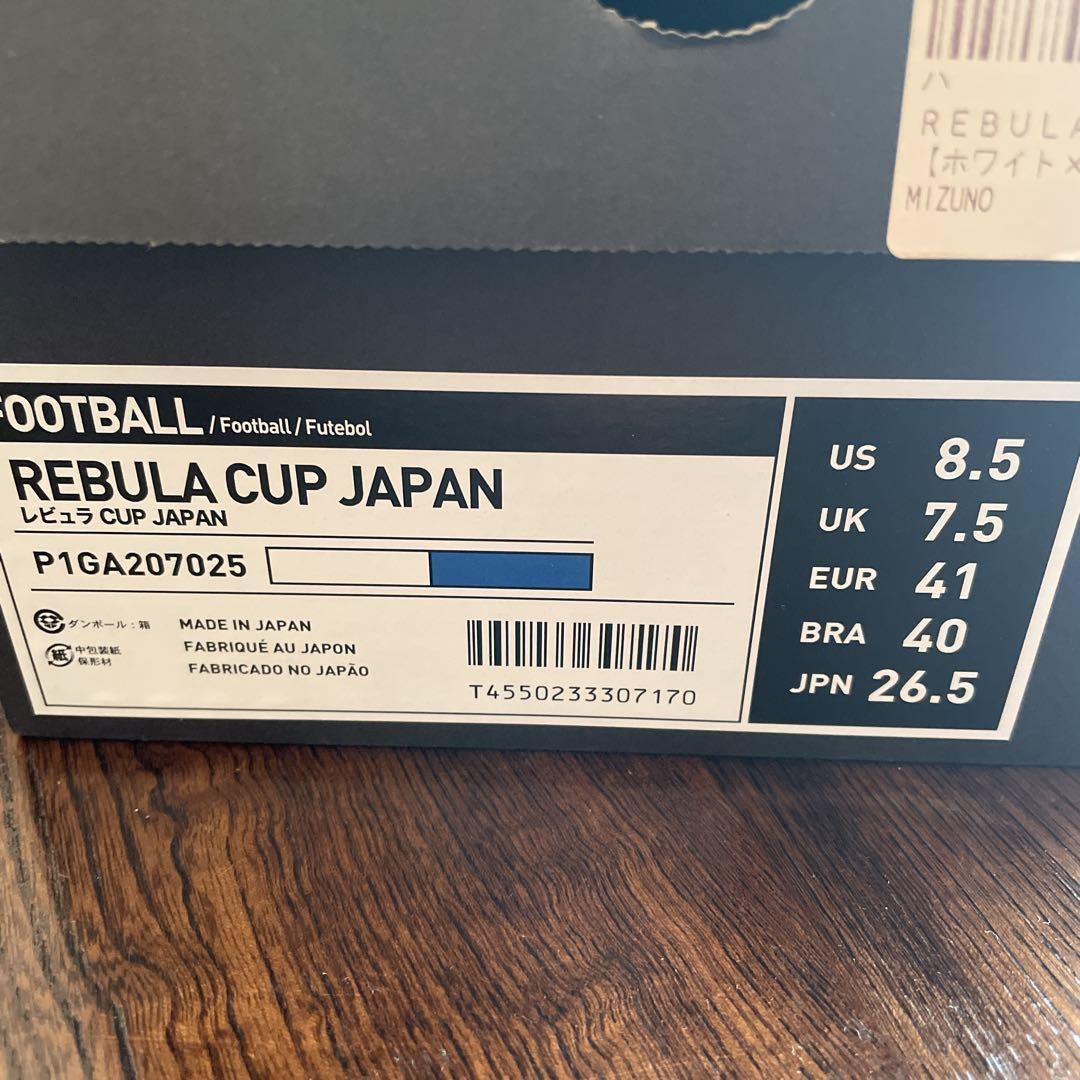 ハ
REBULA
【ホワイト×
MIZUNO
FOOTBALL / Football / Futebol
REBULA CUP JAPAN
レビュラ CUP JAPAN
P1GA207025
ダンボール：箱
紙
中包装紙
保形材
MADE IN JAPAN
FABRIQUÉ AU JAPON
FABRICADO NO JAPÃO
T4550233307170
US 8.5
UK 7.5
EUR 41
BRA 40
JPN 26.5